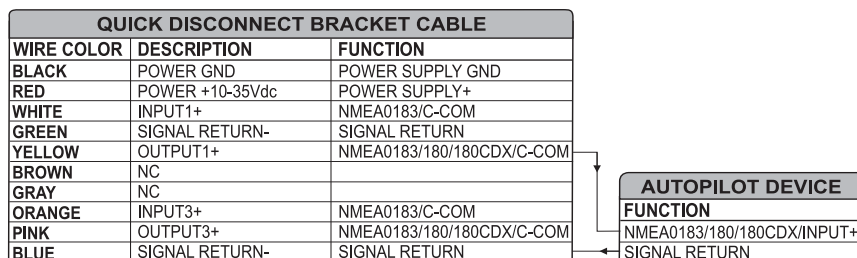 QUICK DISCONNECT BRACKET CABLE
WIRE COLOR DESCRIPTION FUNCTION
BLACK POWER GND POWER SUPPLY GND
RED POWER +10-35Vdc POWER SUPPLY+
WHITE INPUT1+ NMEA0183/C-COM
GREEN SIGNAL RETURN- SIGNAL RETURN
YELLOW OUTPUT1+ NMEA0183/180/180CDX/C-COM
BROWN NC
GRAY NC
ORANGE INPUT3+ NMEA0183/C-COM
PINK OUTPUT3+ NMEA0183/180/180CDX/C-COM
BLUE SIGNAL RETURN- SIGNAL RETURN
AUTOPILOT DEVICE
FUNCTION
NMEA0183/180/180CDX/INPUT+
SIGNAL RETURN